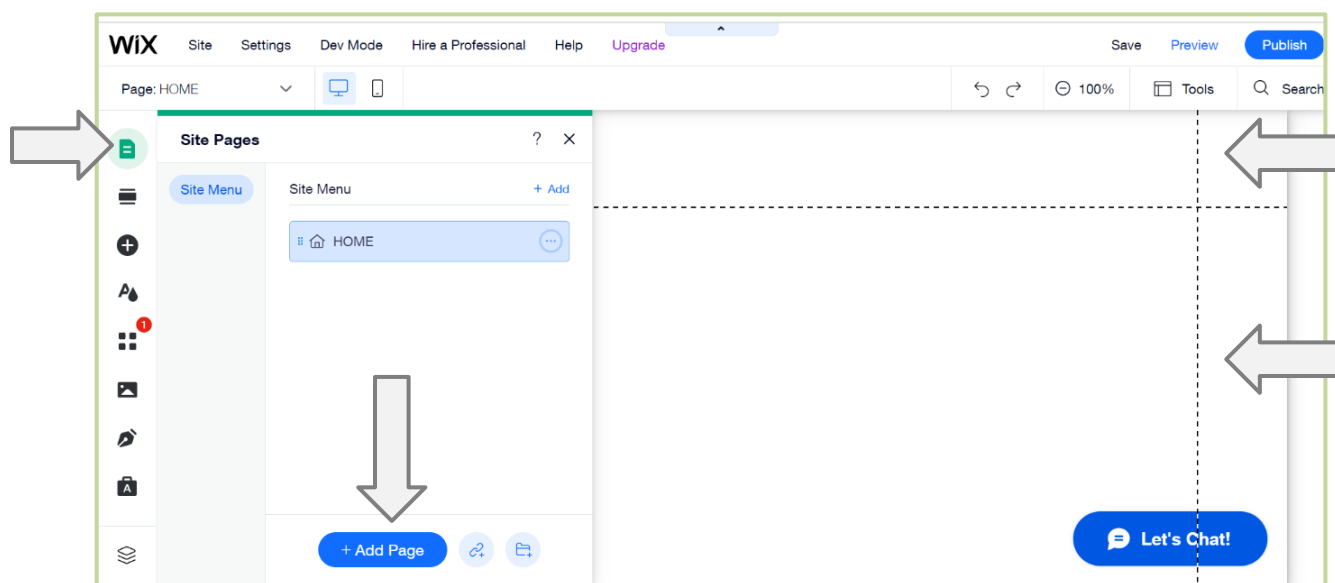 WiX Site Settings Dev Mode Hire a Professional Help Upgrade Save Preview Publish
Page: HOME 100% Tools Search
Site Pages ? ×
Site Menu
Site Menu + Add
HOME
1
A
+ Add Page
Let's Chat!